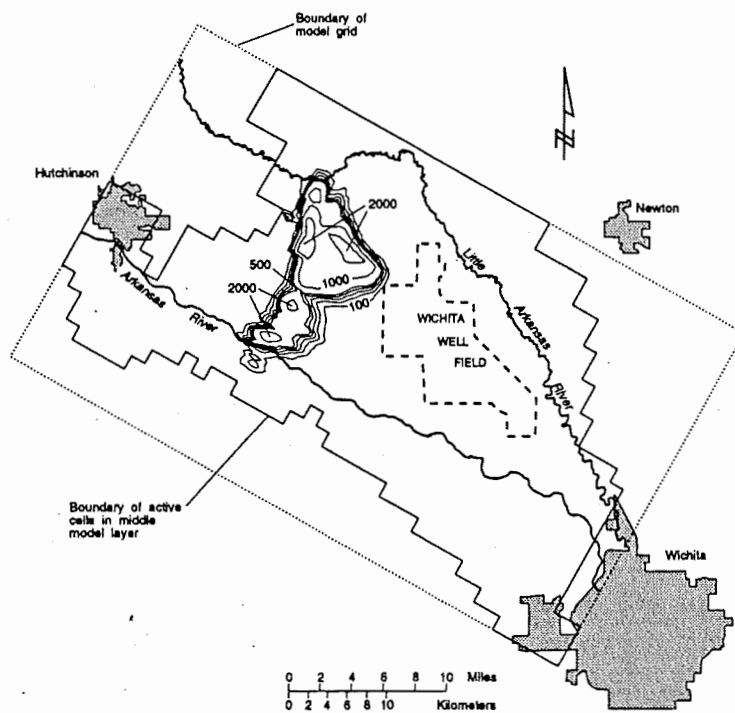 Boundary of
model grid
N
Hutchinson
Newton
2000
500
1000
2000
100
Arkansas
River
Little
Arkansas
River
WICHITA
WELL
FIELD
Boundary of active
cells in middle
model layer
Wichita
0 2 4 6 8 10 Miles
0 2 4 6 8 10 Kilometers